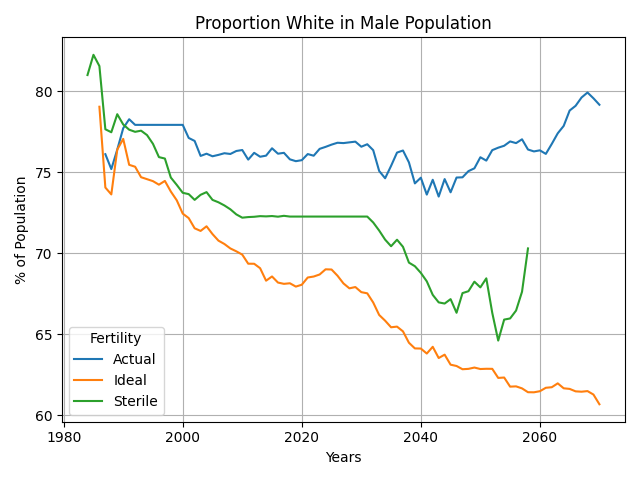 Proportion White in Male Population
% of Population
80
75
70
65
60
Fertility
Actual
Ideal
Sterile
1980 2000 2020 2040 2060
Years